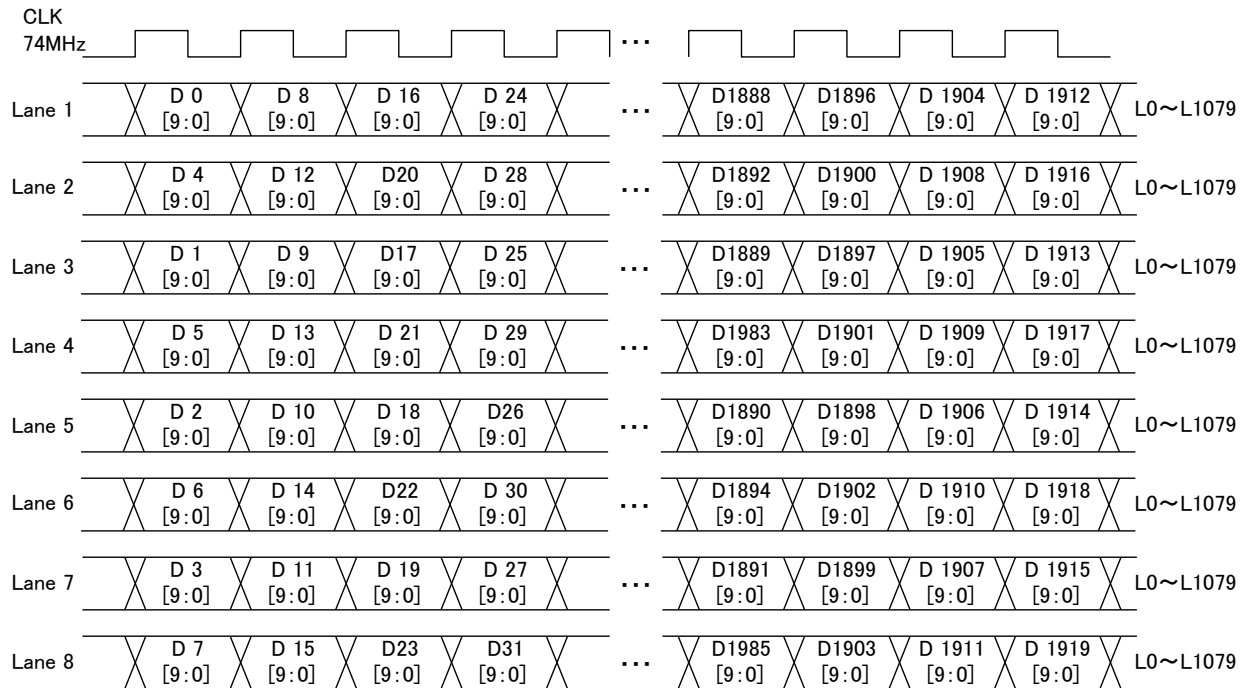 CLK
74MHz
...
Lane 1 D 0 D 8 D 16 D 24 ... D1888 D1896 D 1904 D 1912 L0～L1079
[9:0] [9:0] [9:0] [9:0] [9:0] [9:0] [9:0] [9:0]
Lane 2 D 4 D 12 D20 D 28 ... D1892 D1900 D 1908 D 1916 L0～L1079
[9:0] [9:0] [9:0] [9:0] [9:0] [9:0] [9:0] [9:0]
Lane 3 D 1 D 9 D17 D 25 ... D1889 D1897 D 1905 D 1913 L0～L1079
[9:0] [9:0] [9:0] [9:0] [9:0] [9:0] [9:0] [9:0]
Lane 4 D 5 D 13 D 21 D 29 ... D1983 D1901 D 1909 D 1917 L0～L1079
[9:0] [9:0] [9:0] [9:0] [9:0] [9:0] [9:0] [9:0]
Lane 5 D 2 D 10 D 18 D26 ... D1890 D1898 D 1906 D 1914 L0～L1079
[9:0] [9:0] [9:0] [9:0] [9:0] [9:0] [9:0] [9:0]
Lane 6 D 6 D 14 D22 D 30 ... D1894 D1902 D 1910 D 1918 L0～L1079
[9:0] [9:0] [9:0] [9:0] [9:0] [9:0] [9:0] [9:0]
Lane 7 D 3 D 11 D 19 D 27 ... D1891 D1899 D 1907 D 1915 L0～L1079
[9:0] [9:0] [9:0] [9:0] [9:0] [9:0] [9:0] [9:0]
Lane 8 D 7 D 15 D23 D31 ... D1985 D1903 D 1911 D 1919 L0～L1079
[9:0] [9:0] [9:0] [9:0] [9:0] [9:0] [9:0] [9:0]